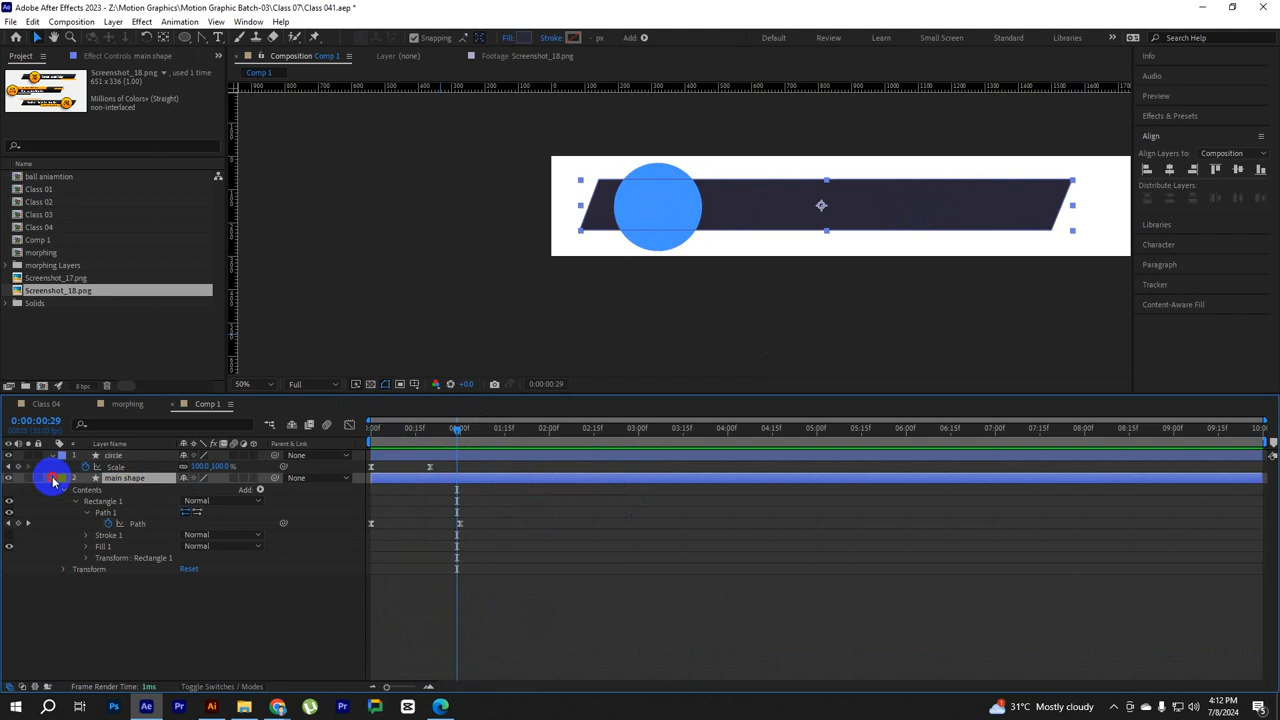 Adobe After Effects 2023 - Z:\Motion Graphics\Motion Graphic Batch-03\Class 07\Class 041.aep *
File Edit Composition Layer Effect Animation View Window Help
Fill: Stroke: - px Add: Snapping Default Review Learn Small Screen Standard Libraries Search Help
Project Effect Controls main shape Composition Comp 1 Layer (none) Footage Screenshot_18.png
Screenshot_18.png , used 1 time
651 x 336 (1.00)
Millions of Colors+ (Straight)
non-interlaced
Comp 1
Name
ball aniamtion
Class 01
Class 02
Class 03
Class 04
Comp 1
morphing
morphing Layers
Screenshot_17.png
Screenshot_18.png
Solids
8 bpc
50% Full +0.0 0:00:00:29
Info
Audio
Preview
Effects & Presets
Align
Align Layers to: Composition
Distribute Layers:
Libraries
Character
Paragraph
Tracker
Content-Aware Fill
Class 04 morphing Comp 1
0:00:00:29
# Layer Name Parent & Link
1 circle None
Scale 100.0,100.0 %
2 main shape None
Contents Add:
Rectangle 1 Normal
Path 1
Path
Stroke 1 Normal
Fill 1 Normal
Transform : Rectangle 1
Transform Reset
00:15f 01:15f 02:00f 02:15f 03:00f 03:15f 04:00f 04:15f 05:00f 05:15f 06:00f 06:15f 07:00f 07:15f 08:00f 08:15f 09:00f 09:15f
Frame Render Time: 1ms Toggle Switches / Modes
31°C Mostly cloudy
4:12 PM
7/8/2024